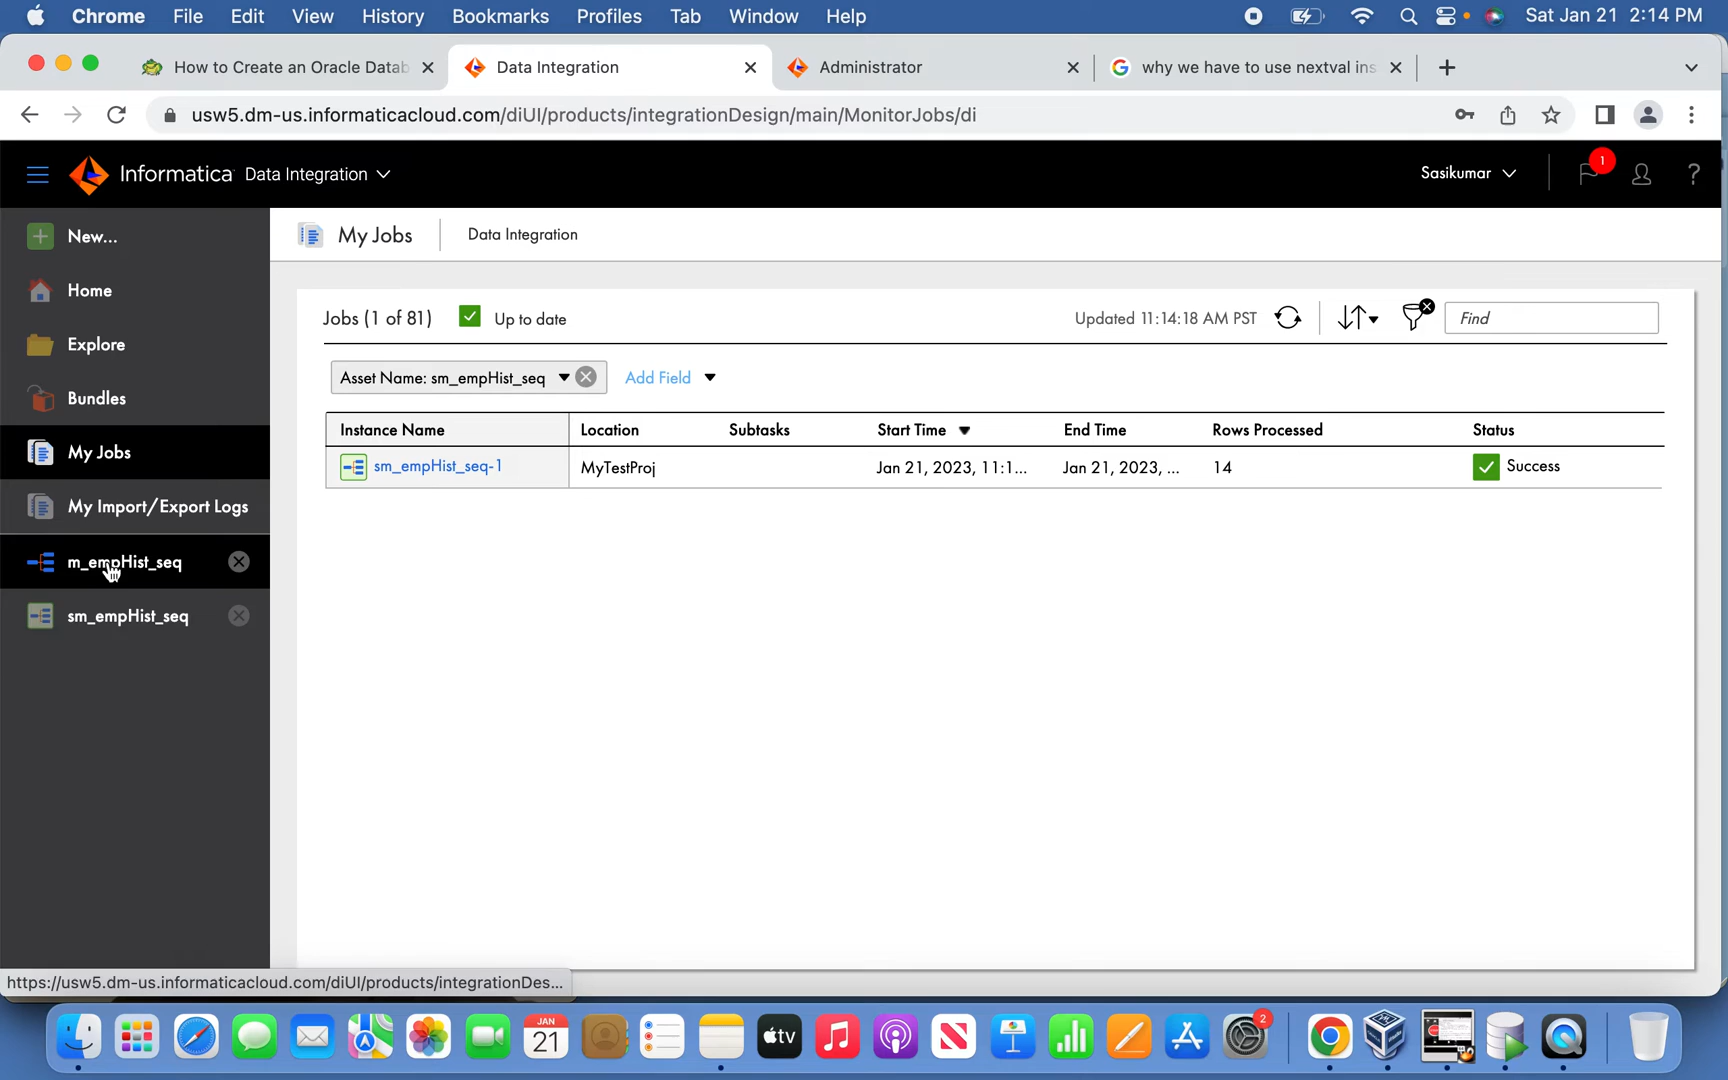 Chrome File Edit View History Bookmarks Profiles Tab Window Help Sat Jan 21 2:14 PM
How to Create an Oracle Datab Data Integration Administrator why we have to use nextval ins
usw5.dm-us.informaticacloud.com/diUI/products/integrationDesign/main/MonitorJobs/di
Informatica Data Integration Sasikumar 1 ?
New...
My Jobs Data Integration
Home
Jobs (1 of 81) Up to date Updated 11:14:18 AM PST Find
Explore
Asset Name: sm_empHist_seq Add Field
Bundles
Instance Name Location Subtasks Start Time End Time Rows Processed Status
My Jobs
sm_empHist_seq-1 MyTestProj Jan 21, 2023, 11:1... Jan 21, 2023, ... 14 Success
My Import/Export Logs
m_empHist_seq
sm_empHist_seq
https://usw5.dm-us.informaticacloud.com/diUI/products/integrationDes...
JAN
21
tv
2